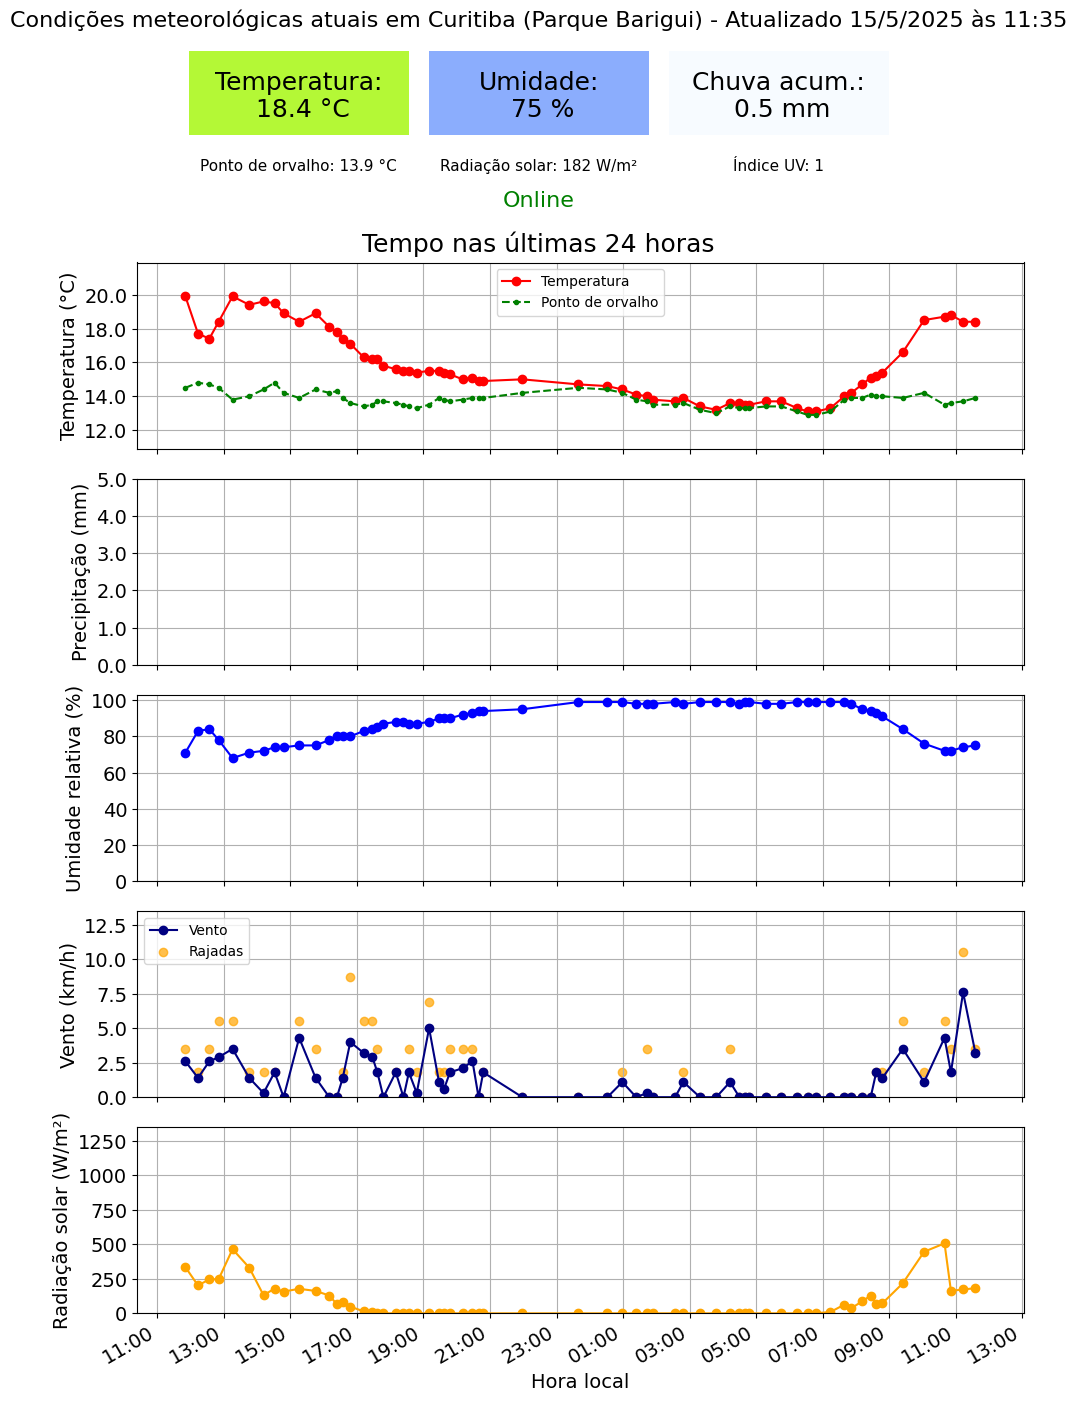 Condições meteorológicas atuais em Curitiba (Parque Barigui) - Atualizado 15/5/2025 às 11:35
Temperatura:
18.4 °C
Umidade:
75 %
Chuva acum.:
0.5 mm
Ponto de orvalho: 13.9 °C
Radiação solar: 182 W/m²
Índice UV: 1
Online
Tempo nas últimas 24 horas
Temperatura (°C)
20.0
18.0
16.0
14.0
12.0
Temperatura
Ponto de orvalho
Precipitação (mm)
5.0
4.0
3.0
2.0
1.0
0.0
Umidade relativa (%)
100
80
60
40
20
0
Vento (km/h)
12.5
10.0
7.5
5.0
2.5
0.0
Vento
Rajadas
Radiação solar (W/m²)
1250
1000
750
500
250
0
11:00
13:00
15:00
17:00
19:00
21:00
23:00
01:00
03:00
05:00
07:00
09:00
11:00
13:00
Hora local